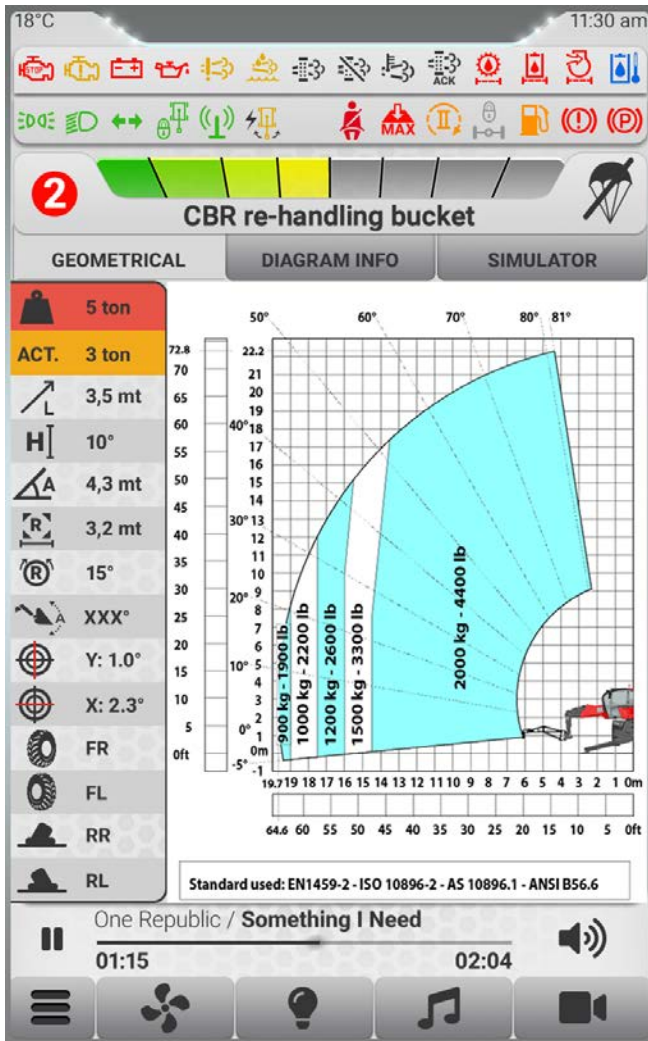 18°C 11:30 am
STOP
ACK
MAX
II
P
2
CBR re-handling bucket
GEOMETRICAL DIAGRAM INFO SIMULATOR
5 ton
ACT. 3 ton
L 3,5 mt
H 10°
A 4,3 mt
R 3,2 mt
R 15°
A XXX°
Y: 1.0°
X: 2.3°
FR
FL
RR
RL
50° 60° 70° 80° 81°
40°
30°
20°
10°
0°
-5°
72.8
70
65
60
55
50
45
40
35
30
25
20
15
10
5
0ft
22.2
21
20
19
18
17
16
15
14
13
12
11
10
9
8
7
6
5
4
3
2
1
0m
-1
900 kg - 1900 lb
1000 kg - 2200 lb
1200 kg - 2600 lb
1500 kg - 3300 lb
2000 kg - 4400 lb
19.7 19 18 17 16 15 14 13 12 11 10 9 8 7 6 5 4 3 2 1 0m
64.6 60 55 50 45 40 35 30 25 20 15 10 5 0ft
Standard used: EN1459-2 - ISO 10896-2 - AS 10896.1 - ANSI B56.6
One Republic / Something I Need
01:15 02:04